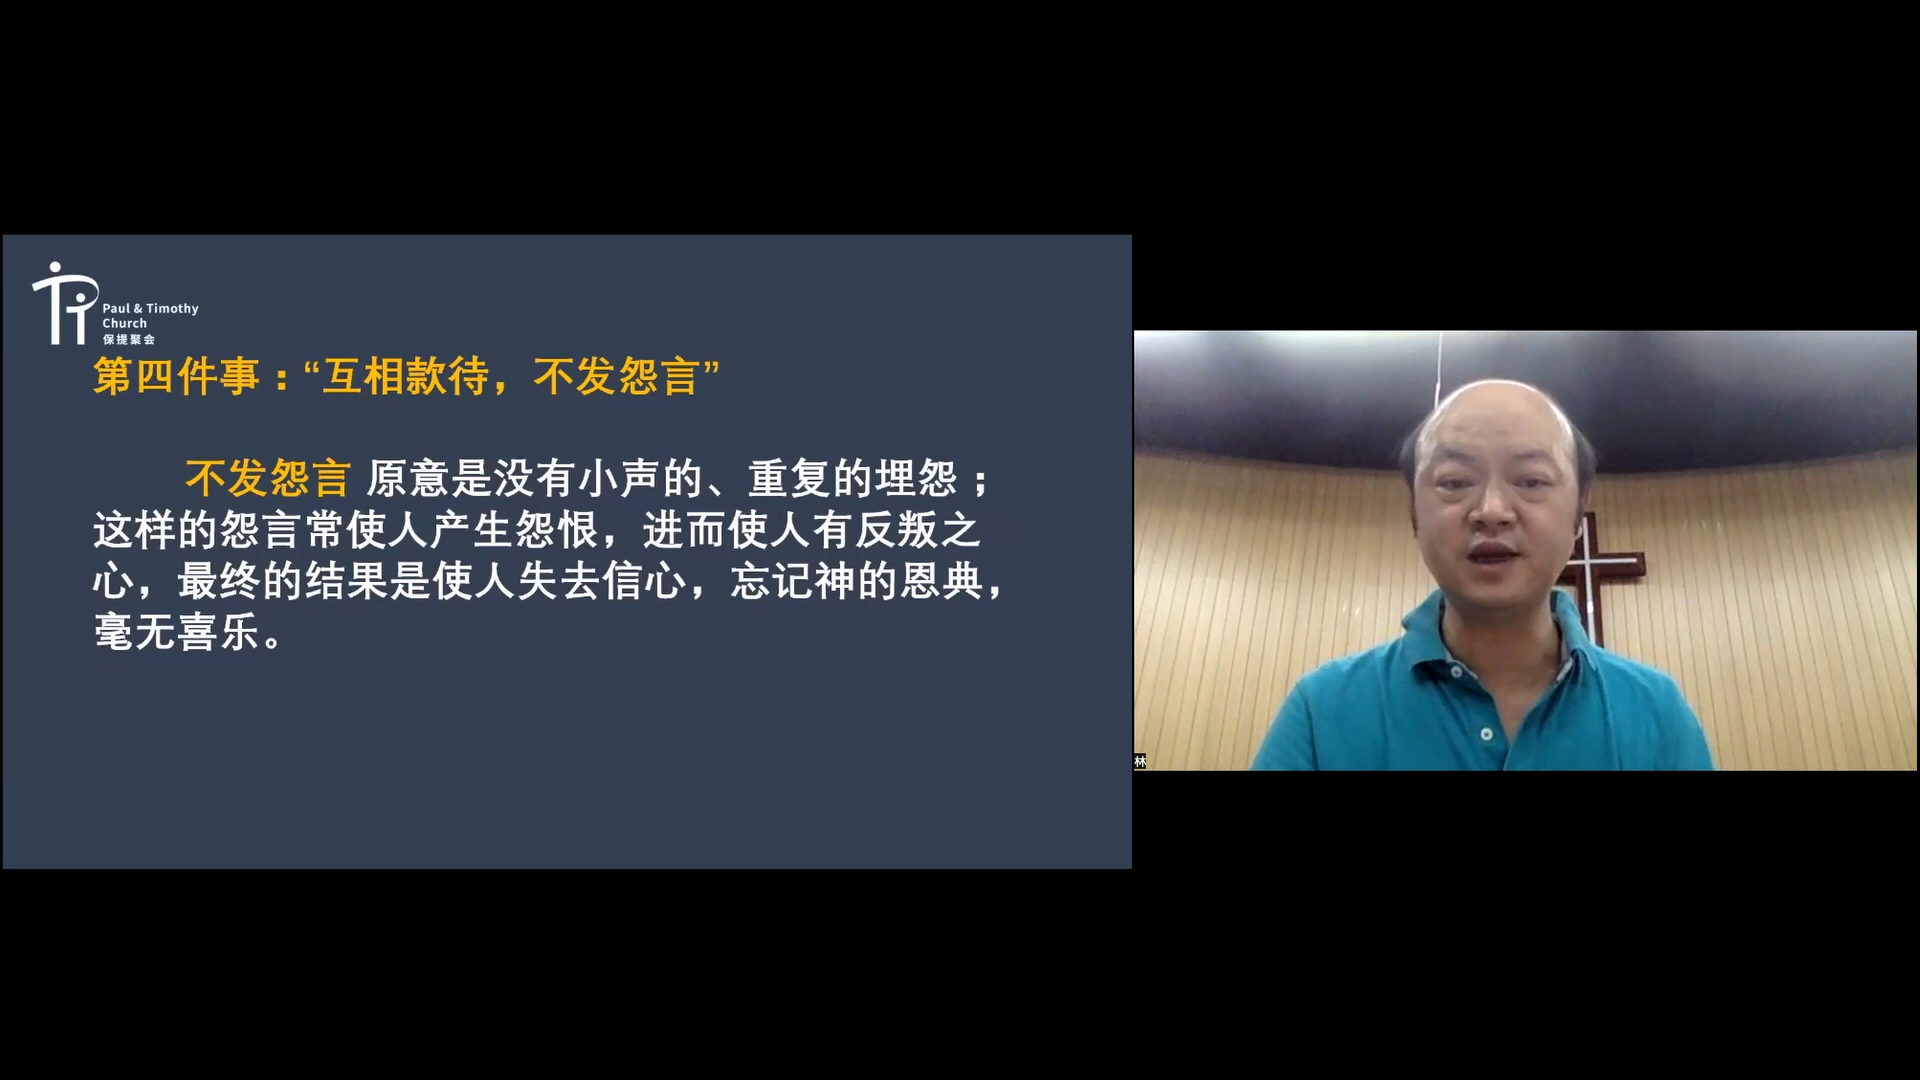 Paul & Timothy
Church
保提聚会
第四件事：“互相款待，不发怨言”
不发怨言 原意是没有小声的、重复的埋怨；
这样的怨言常使人产生怨恨，进而使人有反叛之
心，最终的结果是使人失去信心，忘记神的恩典，
毫无喜乐。
林